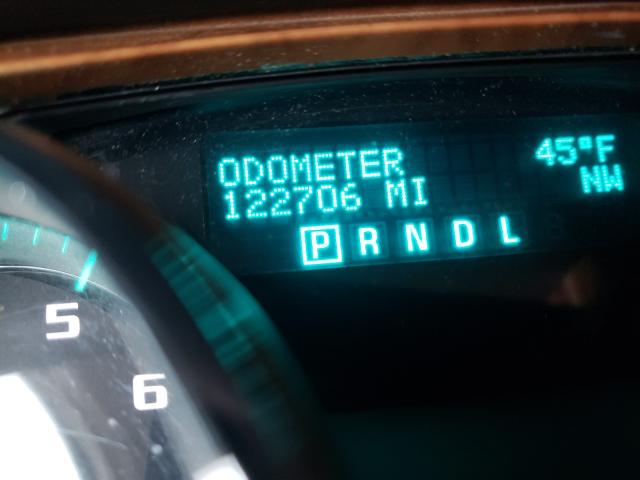 ODOMETER 45°F
122706 MI NW
P R N D L
5
6